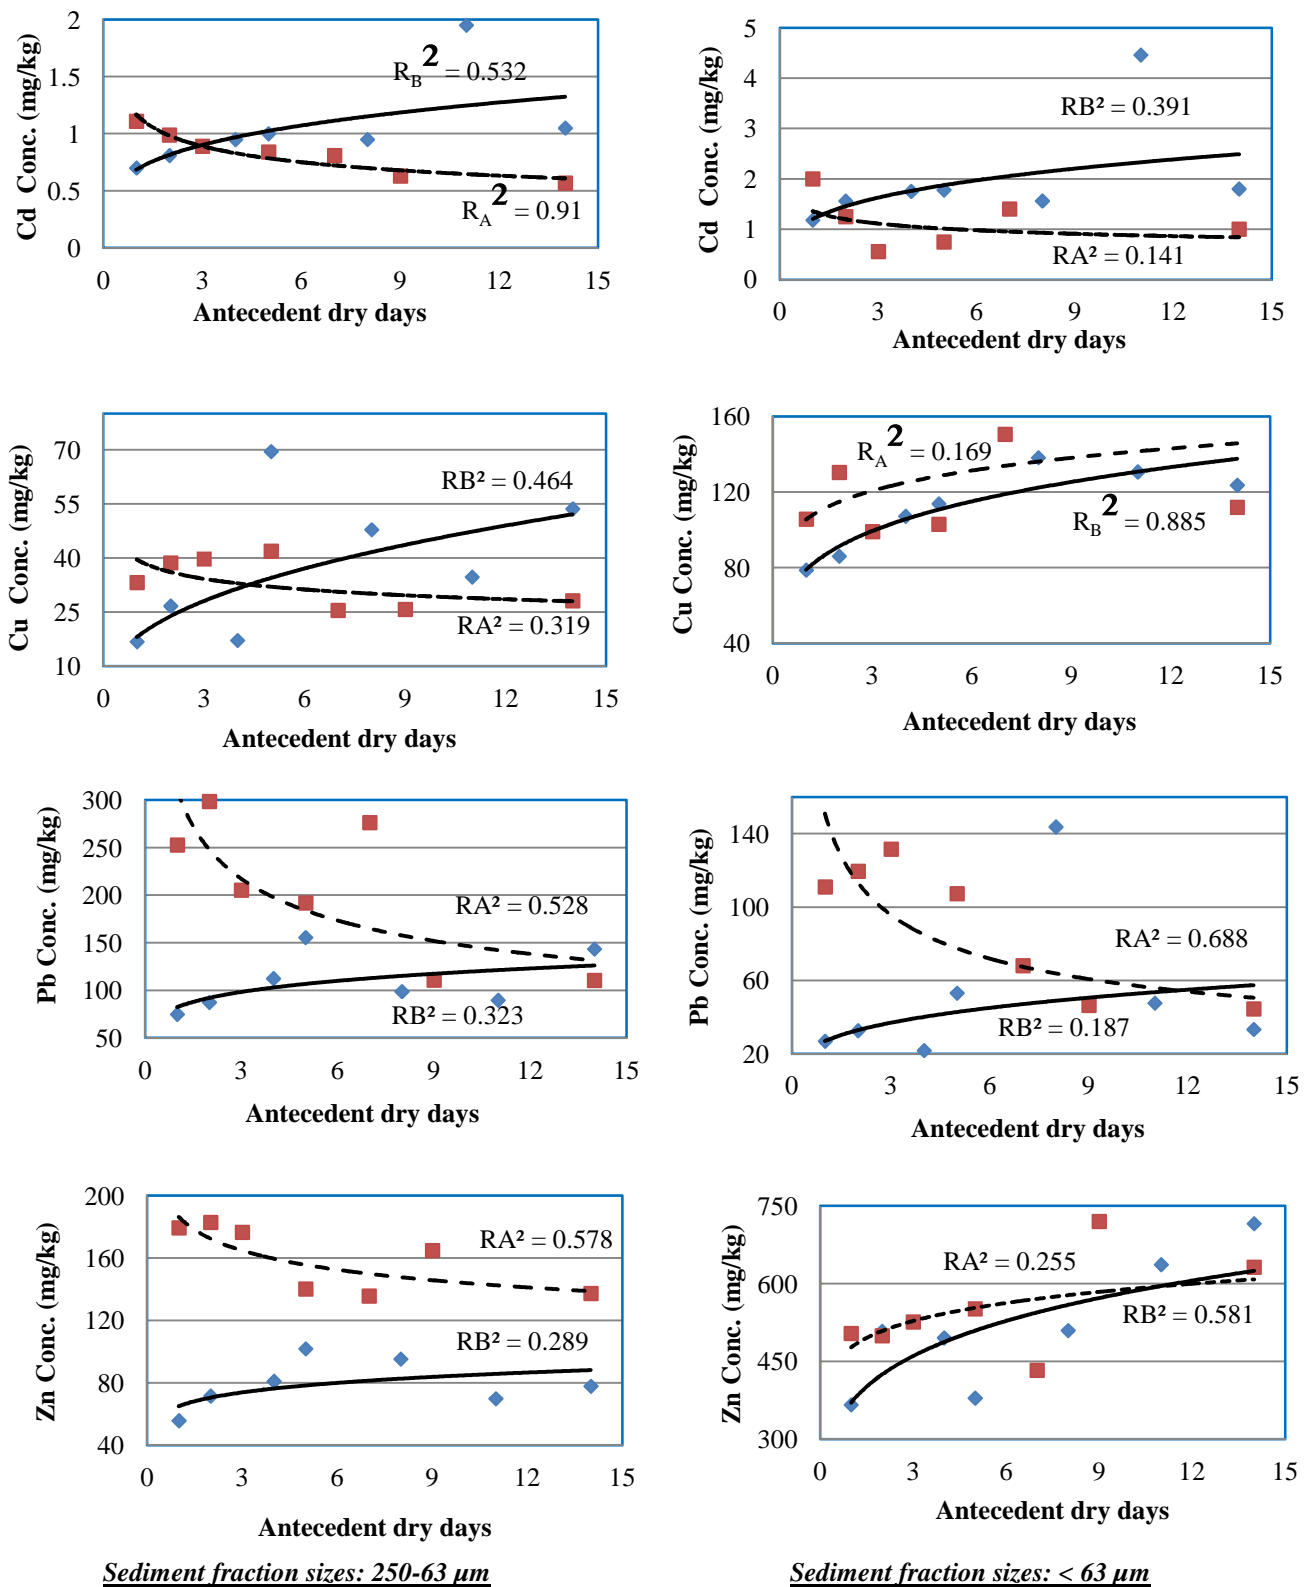 Cd Conc. (mg/kg)
2
1.5
1
0.5
0
R_B² = 0.532
R_A² = 0.91
0 3 6 9 12 15
Antecedent dry days
Cd Conc. (mg/kg)
5
4
3
2
1
0
RB² = 0.391
RA² = 0.141
0 3 6 9 12 15
Antecedent dry days
Cu Conc. (mg/kg)
70
55
40
25
10
RB² = 0.464
RA² = 0.319
0 3 6 9 12 15
Antecedent dry days
Cu Conc. (mg/kg)
160
120
80
40
R_A² = 0.169
R_B² = 0.885
0 3 6 9 12 15
Antecedent dry days
Pb Conc. (mg/kg)
300
250
200
150
100
50
RA² = 0.528
RB² = 0.323
0 3 6 9 12 15
Antecedent dry days
Pb Conc. (mg/kg)
140
100
60
20
RA² = 0.688
RB² = 0.187
0 3 6 9 12 15
Antecedent dry days
Zn Conc. (mg/kg)
200
160
120
80
40
RA² = 0.578
RB² = 0.289
0 3 6 9 12 15
Antecedent dry days
Zn Conc. (mg/kg)
750
600
450
300
RA² = 0.255
RB² = 0.581
0 3 6 9 12 15
Antecedent dry days
Sediment fraction sizes: 250-63 µm
Sediment fraction sizes: < 63 µm